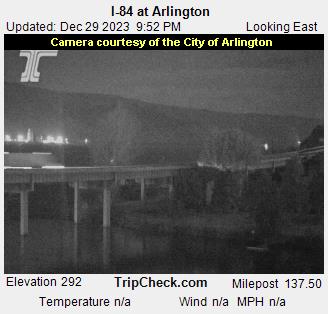 I-84 at Arlington
Updated: Dec 29 2023 9:52 PM Looking East
Camera courtesy of the City of Arlington
Elevation 292 TripCheck.com Milepost 137.50
Temperature n/a Wind n/a MPH n/a